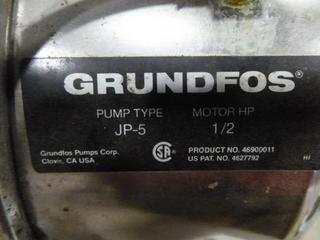 GRUNDFOS®
PUMP TYPE MOTOR HP
JP-5 1/2
Grundfos Pumps Corp. PRODUCT NO. 46900011
Clovis, CA USA US PAT. NO. 4627792 HI